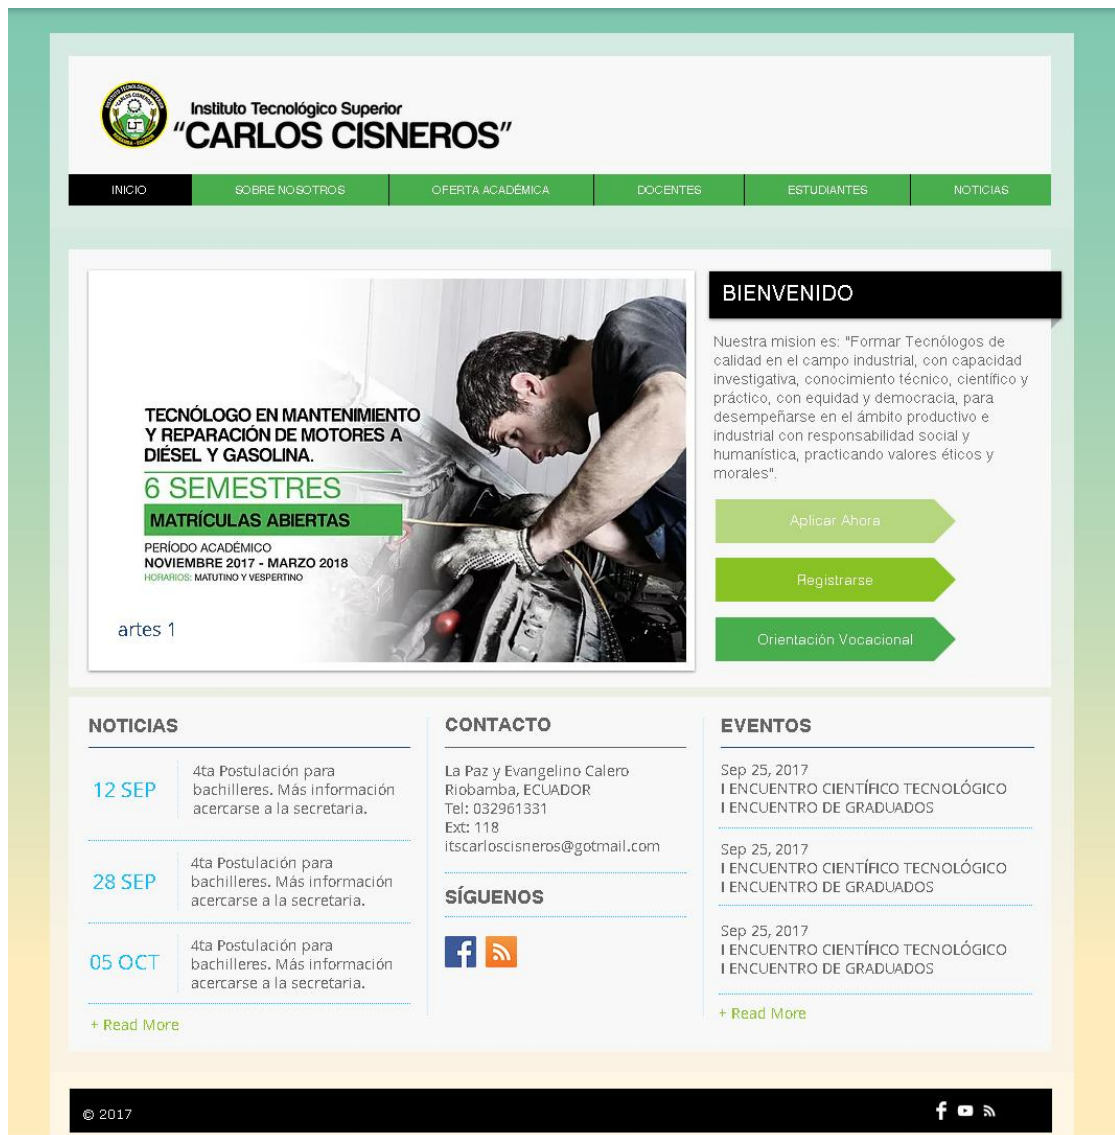 Instituto Tecnológico Superior
"CARLOS CISNEROS"
INICIO
SOBRE NOSOTROS
OFERTA ACADÉMICA
DOCENTES
ESTUDIANTES
NOTICIAS
TECNÓLOGO EN MANTENIMIENTO
Y REPARACIÓN DE MOTORES A
DIÉSEL Y GASOLINA.
6 SEMESTRES
MATRÍCULAS ABIERTAS
PERÍODO ACADÉMICO
NOVIEMBRE 2017 - MARZO 2018
HORARIOS: MATUTINO Y VESPERTINO
artes 1
BIENVENIDO
Nuestra mision es: "Formar Tecnólogos de
calidad en el campo industrial, con capacidad
investigativa, conocimiento técnico, científico y
práctico, con equidad y democracia, para
desempeñarse en el ámbito productivo e
industrial con responsabilidad social y
humanística, practicando valores éticos y
morales".
Aplicar Ahora
Registrarse
Orientación Vocacional
NOTICIAS
12 SEP
4ta Postulación para
bachilleres. Más información
acercarse a la secretaria.
28 SEP
4ta Postulación para
bachilleres. Más información
acercarse a la secretaria.
05 OCT
4ta Postulación para
bachilleres. Más información
acercarse a la secretaria.
+ Read More
CONTACTO
La Paz y Evangelino Calero
Riobamba, ECUADOR
Tel: 032961331
Ext: 118
itscarloscisneros@gotmail.com
SÍGUENOS
EVENTOS
Sep 25, 2017
I ENCUENTRO CIENTÍFICO TECNOLÓGICO
I ENCUENTRO DE GRADUADOS
Sep 25, 2017
I ENCUENTRO CIENTÍFICO TECNOLÓGICO
I ENCUENTRO DE GRADUADOS
Sep 25, 2017
I ENCUENTRO CIENTÍFICO TECNOLÓGICO
I ENCUENTRO DE GRADUADOS
+ Read More
© 2017